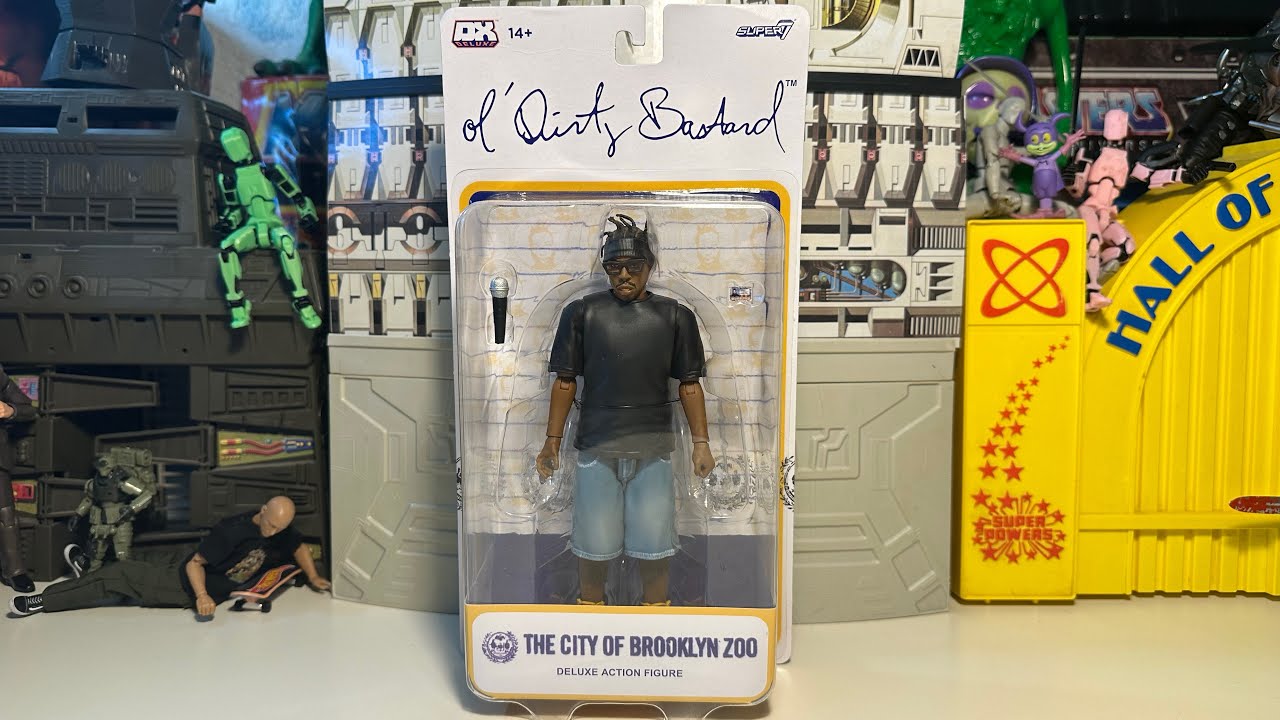 DX
DELUXE
14+
SUPER7
ol' Dirty Bastard™
HALL OF
SUPER
POWERS
THE CITY OF BROOKLYN ZOO
DELUXE ACTION FIGURE